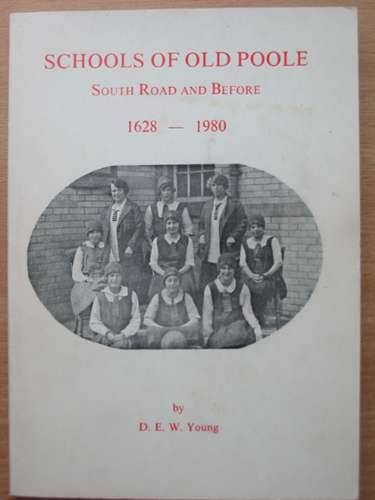 SCHOOLS OF OLD POOLE
SOUTH ROAD AND BEFORE
1628 — 1980
by
D. E. W. Young